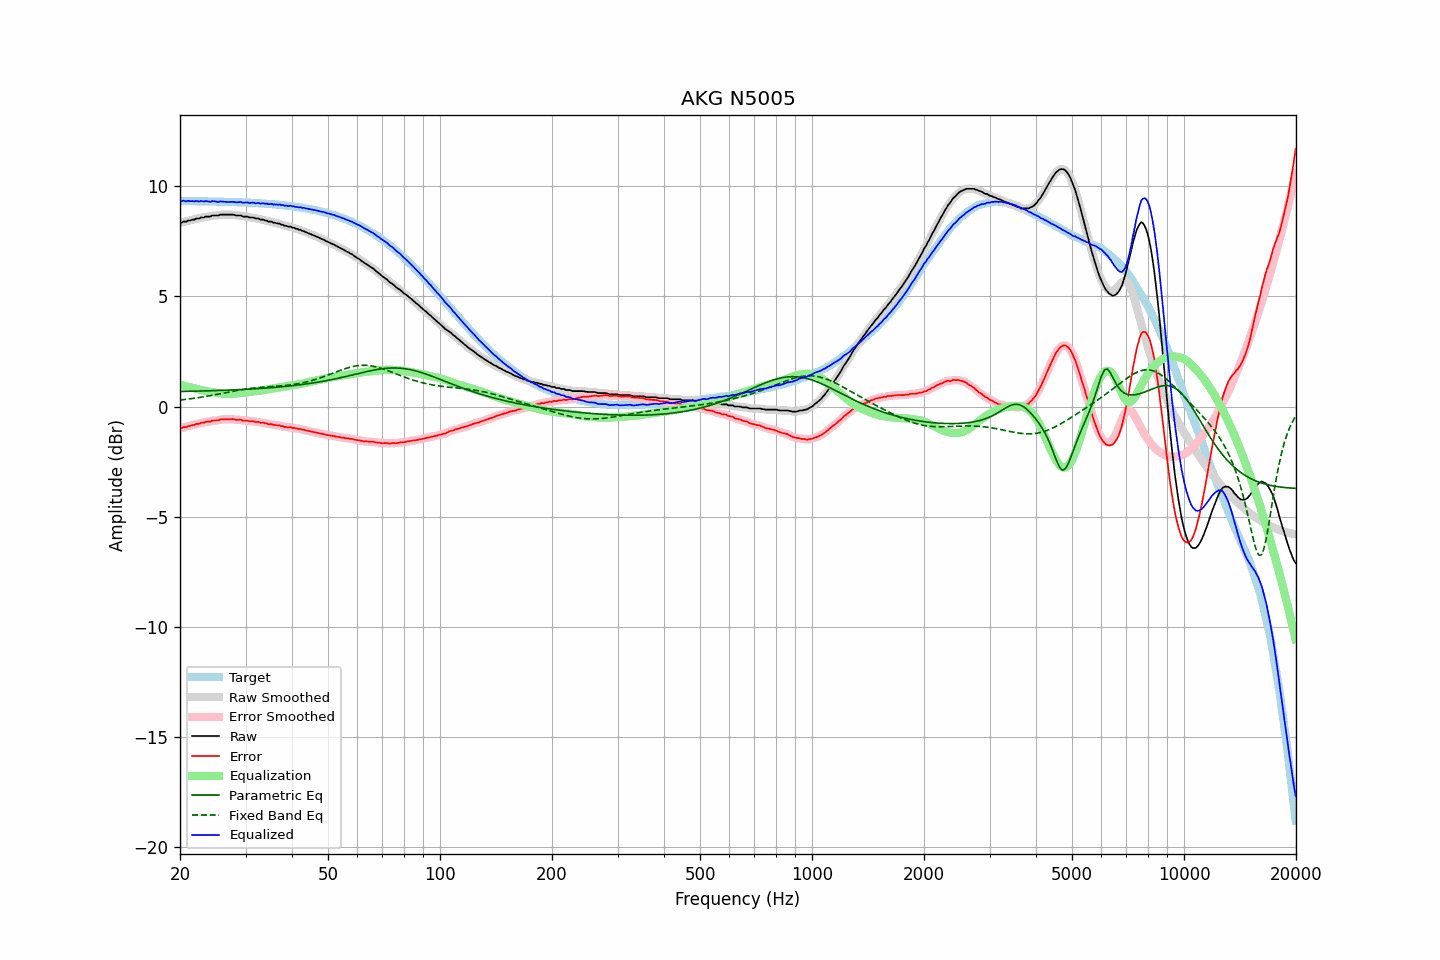 AKG N5005
Amplitude (dBr)
10
5
0
−5
−10
−15
−20
Target
Raw Smoothed
Error Smoothed
Raw
Error
Equalization
Parametric Eq
Fixed Band Eq
Equalized
20 50 100 200 500 1000 2000 5000 10000 20000
Frequency (Hz)